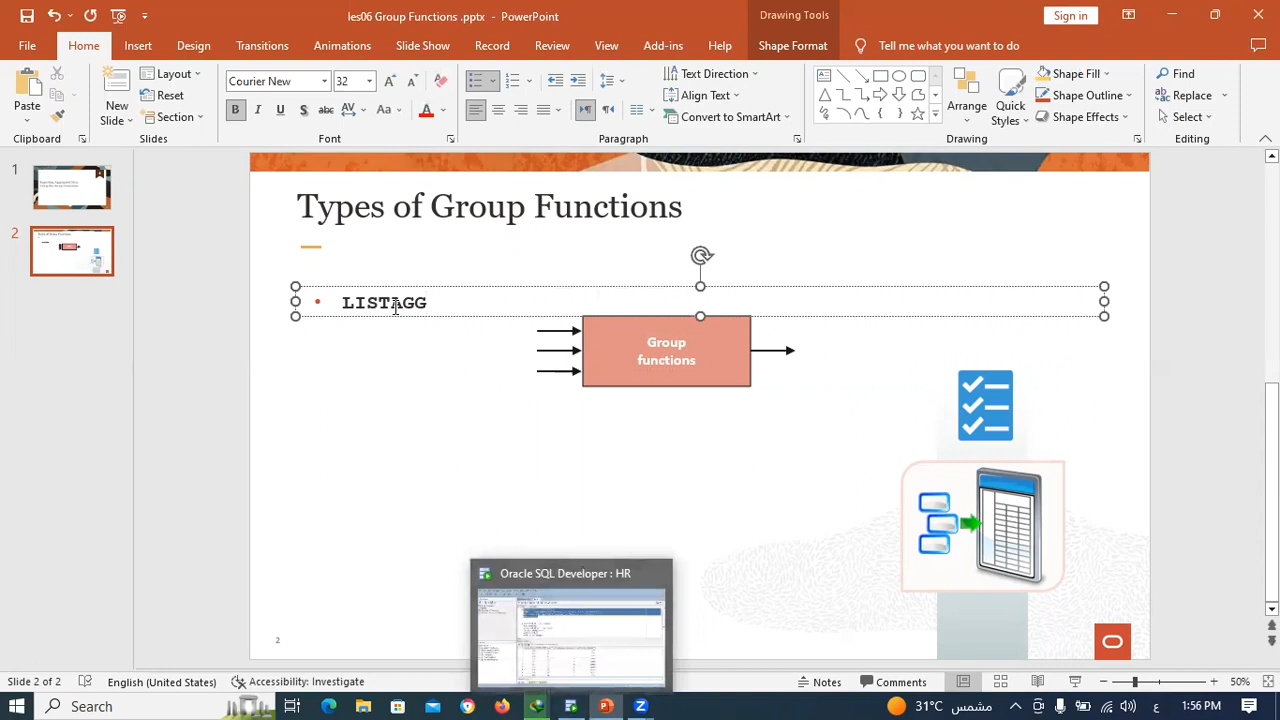 les06 Group Functions .pptx - PowerPoint
Drawing Tools
Sign in
File Home Insert Design Transitions Animations Slide Show Record Review View Add-ins Help Shape Format Tell me what you want to do
Paste
New
Slide
Layout
Reset
Section
Courier New 32
B I U S abc AV Aa A
Text Direction
Align Text
Convert to SmartArt
Arrange
Quick
Styles
Shape Fill
Shape Outline
Shape Effects
Find
Replace
Select
Clipboard Slides Font Paragraph Drawing Editing
1
2
Types of Group Functions
• LISTAGG
Group
functions
2
Oracle SQL Developer : HR
Slide 2 of
English (United States)
Accessibility: Investigate
Notes
Comments
50%
Search
31°C مشمس
ع
1:56 PM